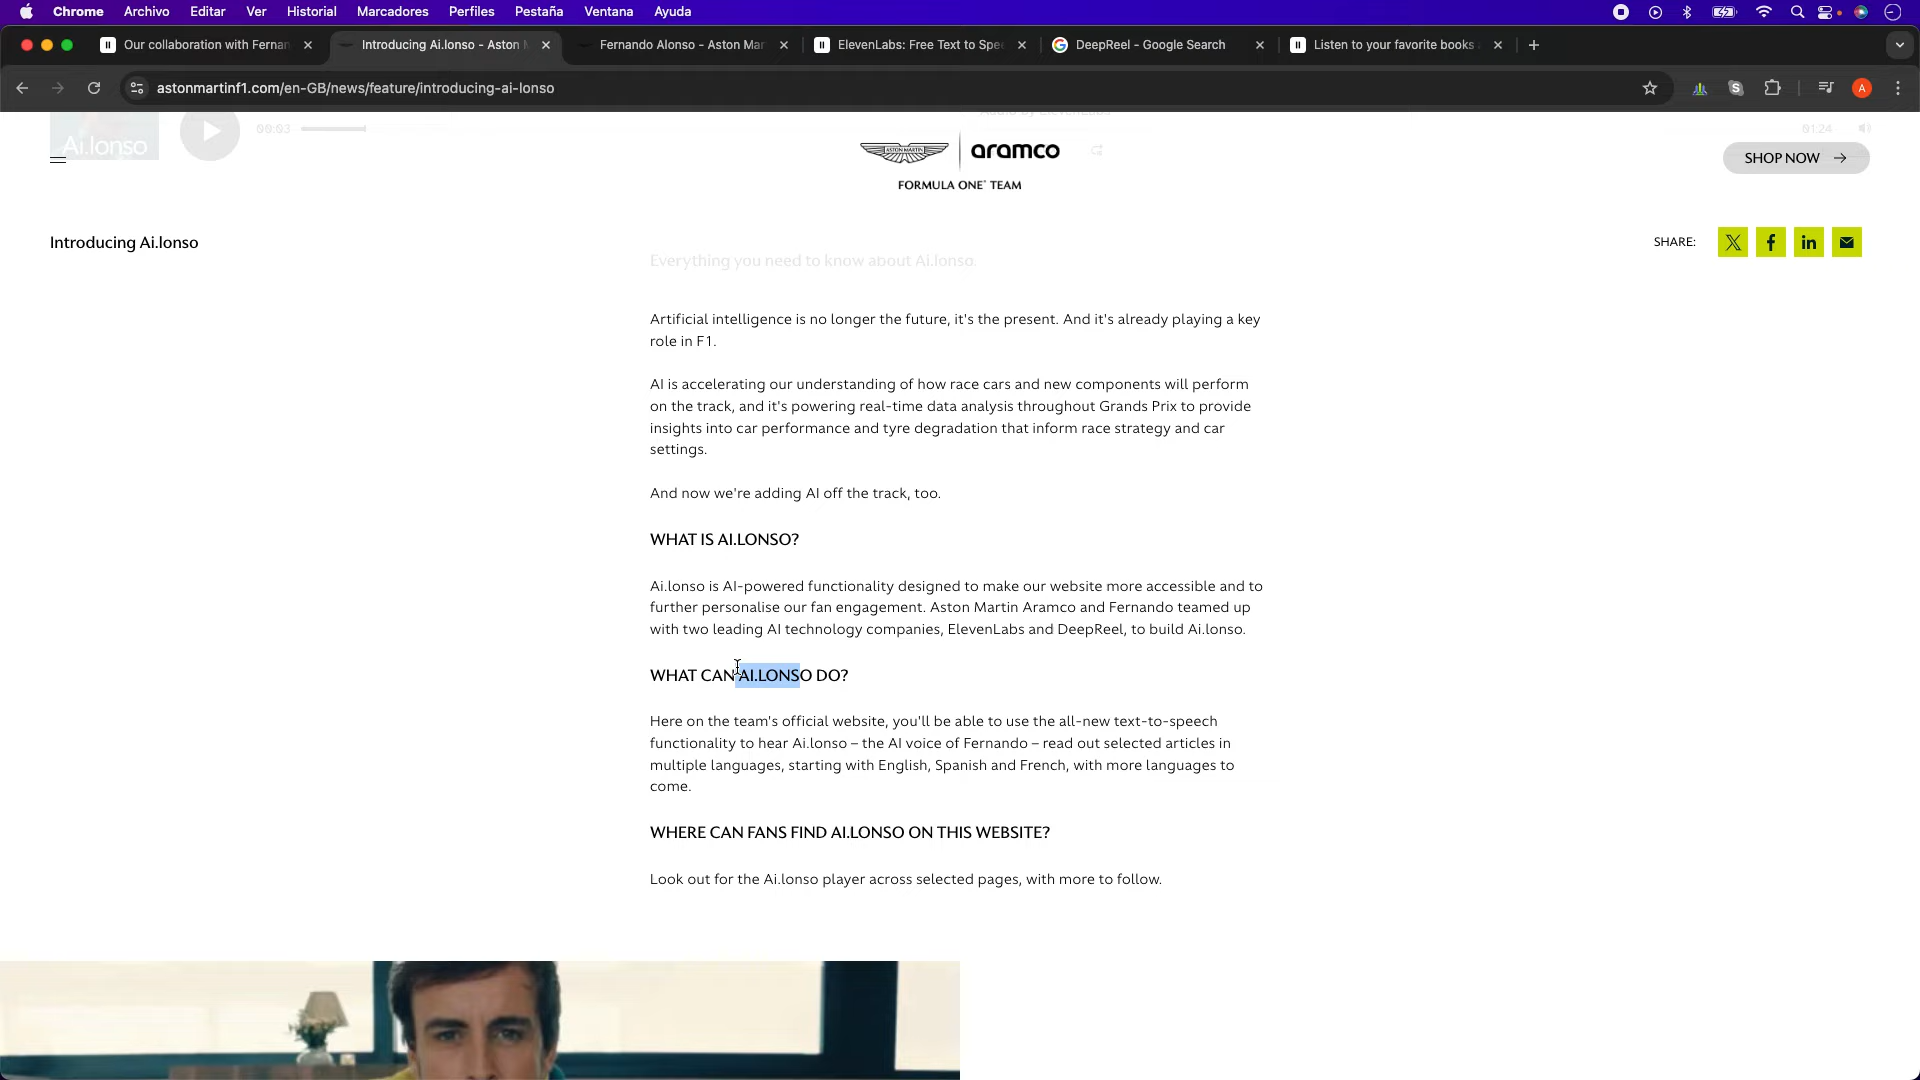 Chrome Archivo Editar Ver Historial Marcadores Perfiles Pestaña Ventana Ayuda
Our collaboration with Fernan
Introducing Ai.lonso - Aston M
Fernando Alonso - Aston Mar
ElevenLabs: Free Text to Spee
DeepReel - Google Search
Listen to your favorite books
astonmartinf1.com/en-GB/news/feature/introducing-ai-lonso
A
Ai.lonso
00:03
Audio by ElevenLabs
01:24
ASTON MARTIN
aramco
FORMULA ONE™ TEAM
SHOP NOW
Introducing Ai.lonso
SHARE:
Everything you need to know about Ai.lonso.
Artificial intelligence is no longer the future, it's the present. And it's already playing a key
role in F1.
AI is accelerating our understanding of how race cars and new components will perform
on the track, and it's powering real-time data analysis throughout Grands Prix to provide
insights into car performance and tyre degradation that inform race strategy and car
settings.
And now we're adding AI off the track, too.
WHAT IS AI.LONSO?
Ai.lonso is AI-powered functionality designed to make our website more accessible and to
further personalise our fan engagement. Aston Martin Aramco and Fernando teamed up
with two leading AI technology companies, ElevenLabs and DeepReel, to build Ai.lonso.
WHAT CAN AI.LONSO DO?
Here on the team's official website, you'll be able to use the all-new text-to-speech
functionality to hear Ai.lonso – the AI voice of Fernando – read out selected articles in
multiple languages, starting with English, Spanish and French, with more languages to
come.
WHERE CAN FANS FIND AI.LONSO ON THIS WEBSITE?
Look out for the Ai.lonso player across selected pages, with more to follow.